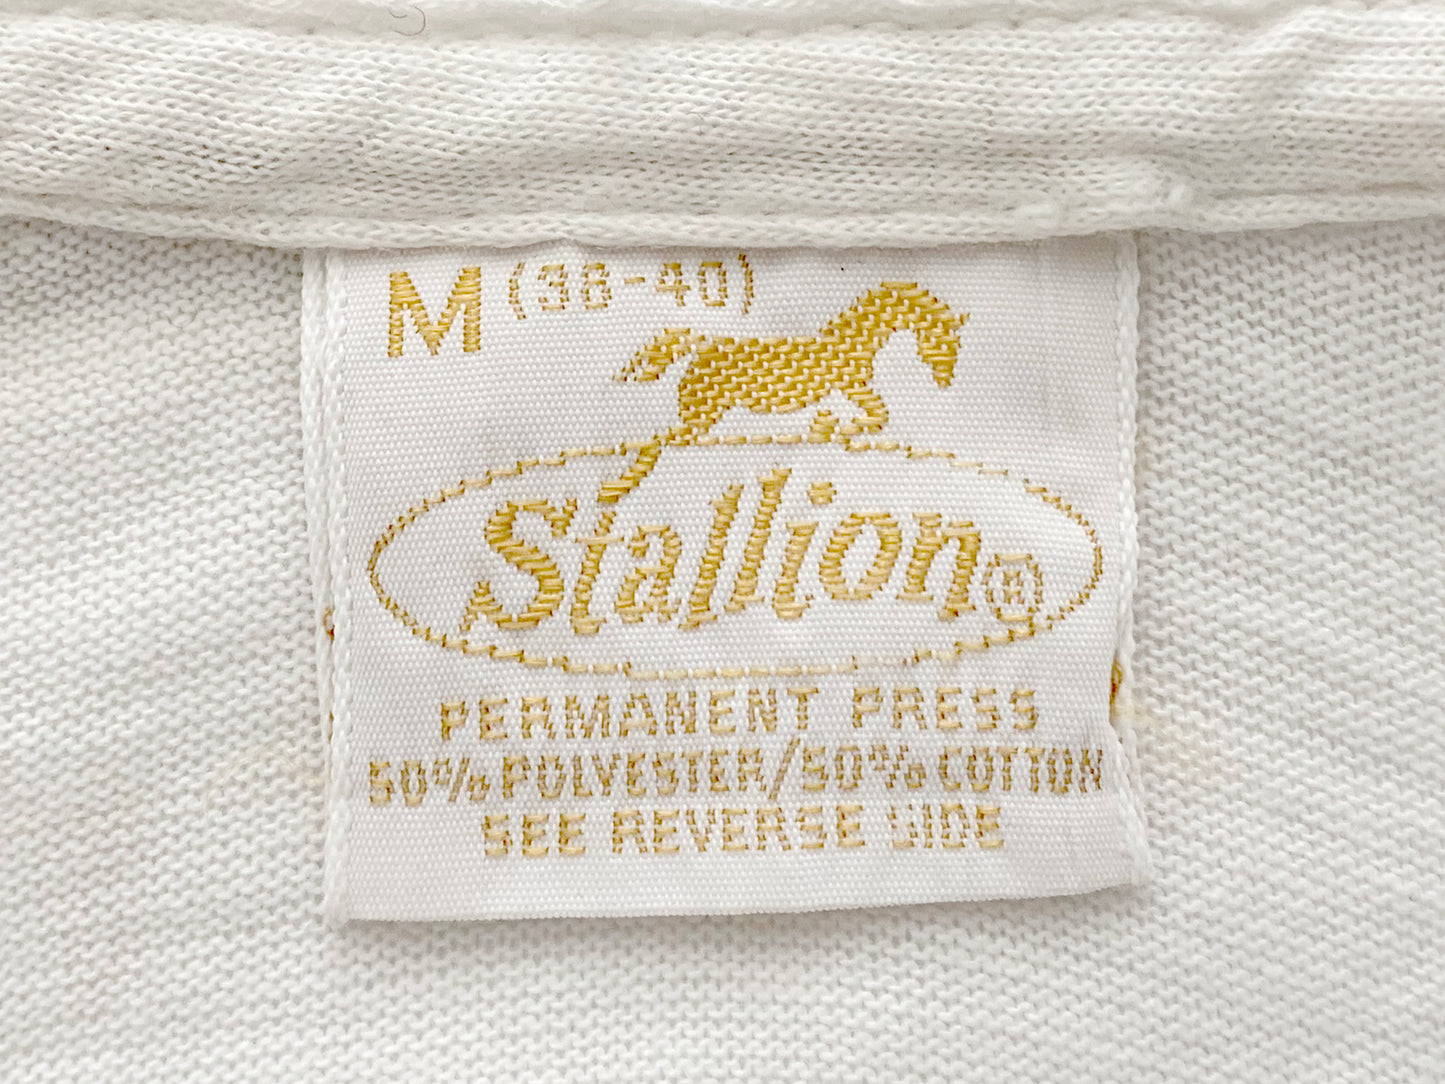 M (38-40)
Stallion®
PERMANENT PRESS
50% POLYESTER/50% COTTON
SEE REVERSE SIDE